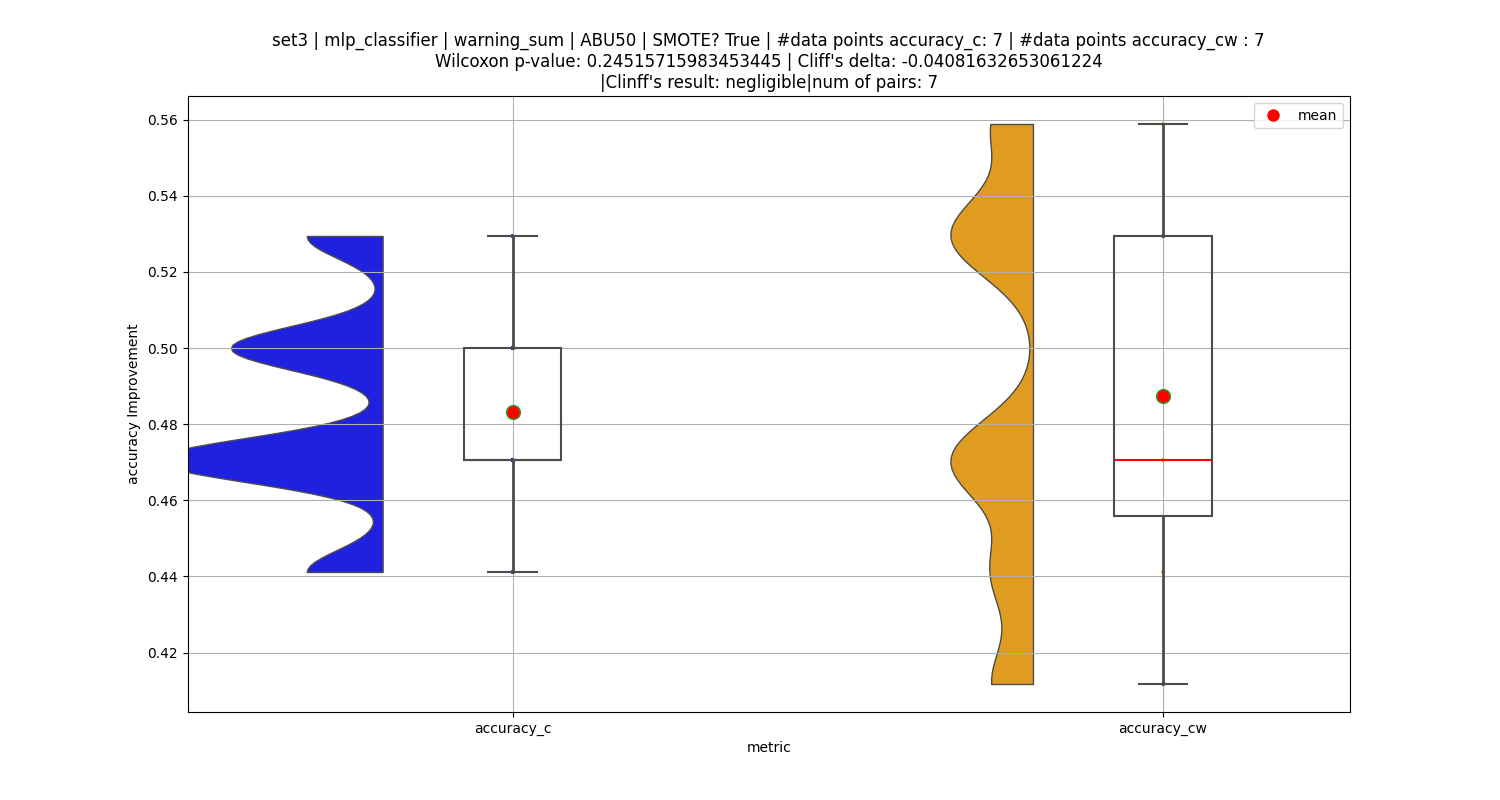 set3 | mlp_classifier | warning_sum | ABU50 | SMOTE? True | #data points accuracy_c: 7 | #data points accuracy_cw : 7
Wilcoxon p-value: 0.24515715983453445 | Cliff's delta: -0.04081632653061224
|Clinff's result: negligible|num of pairs: 7
mean
0.56
0.54
0.52
0.50
0.48
0.46
0.44
0.42
accuracy Improvement
accuracy_c
accuracy_cw
metric